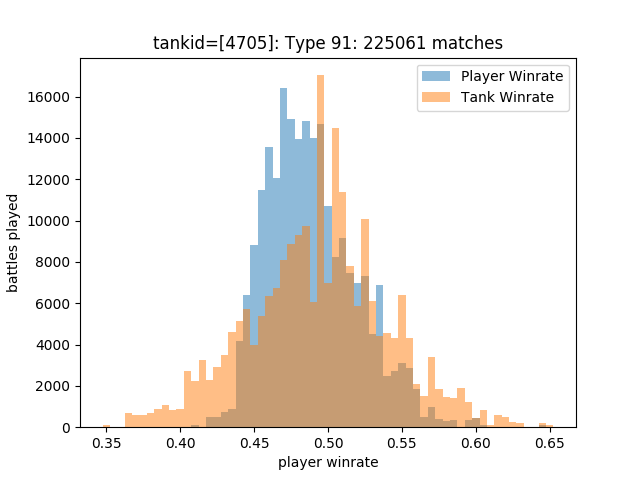 tankid=[4705]: Type 91: 225061 matches
Player Winrate
Tank Winrate
battles played
16000
14000
12000
10000
8000
6000
4000
2000
0
0.35 0.40 0.45 0.50 0.55 0.60 0.65
player winrate